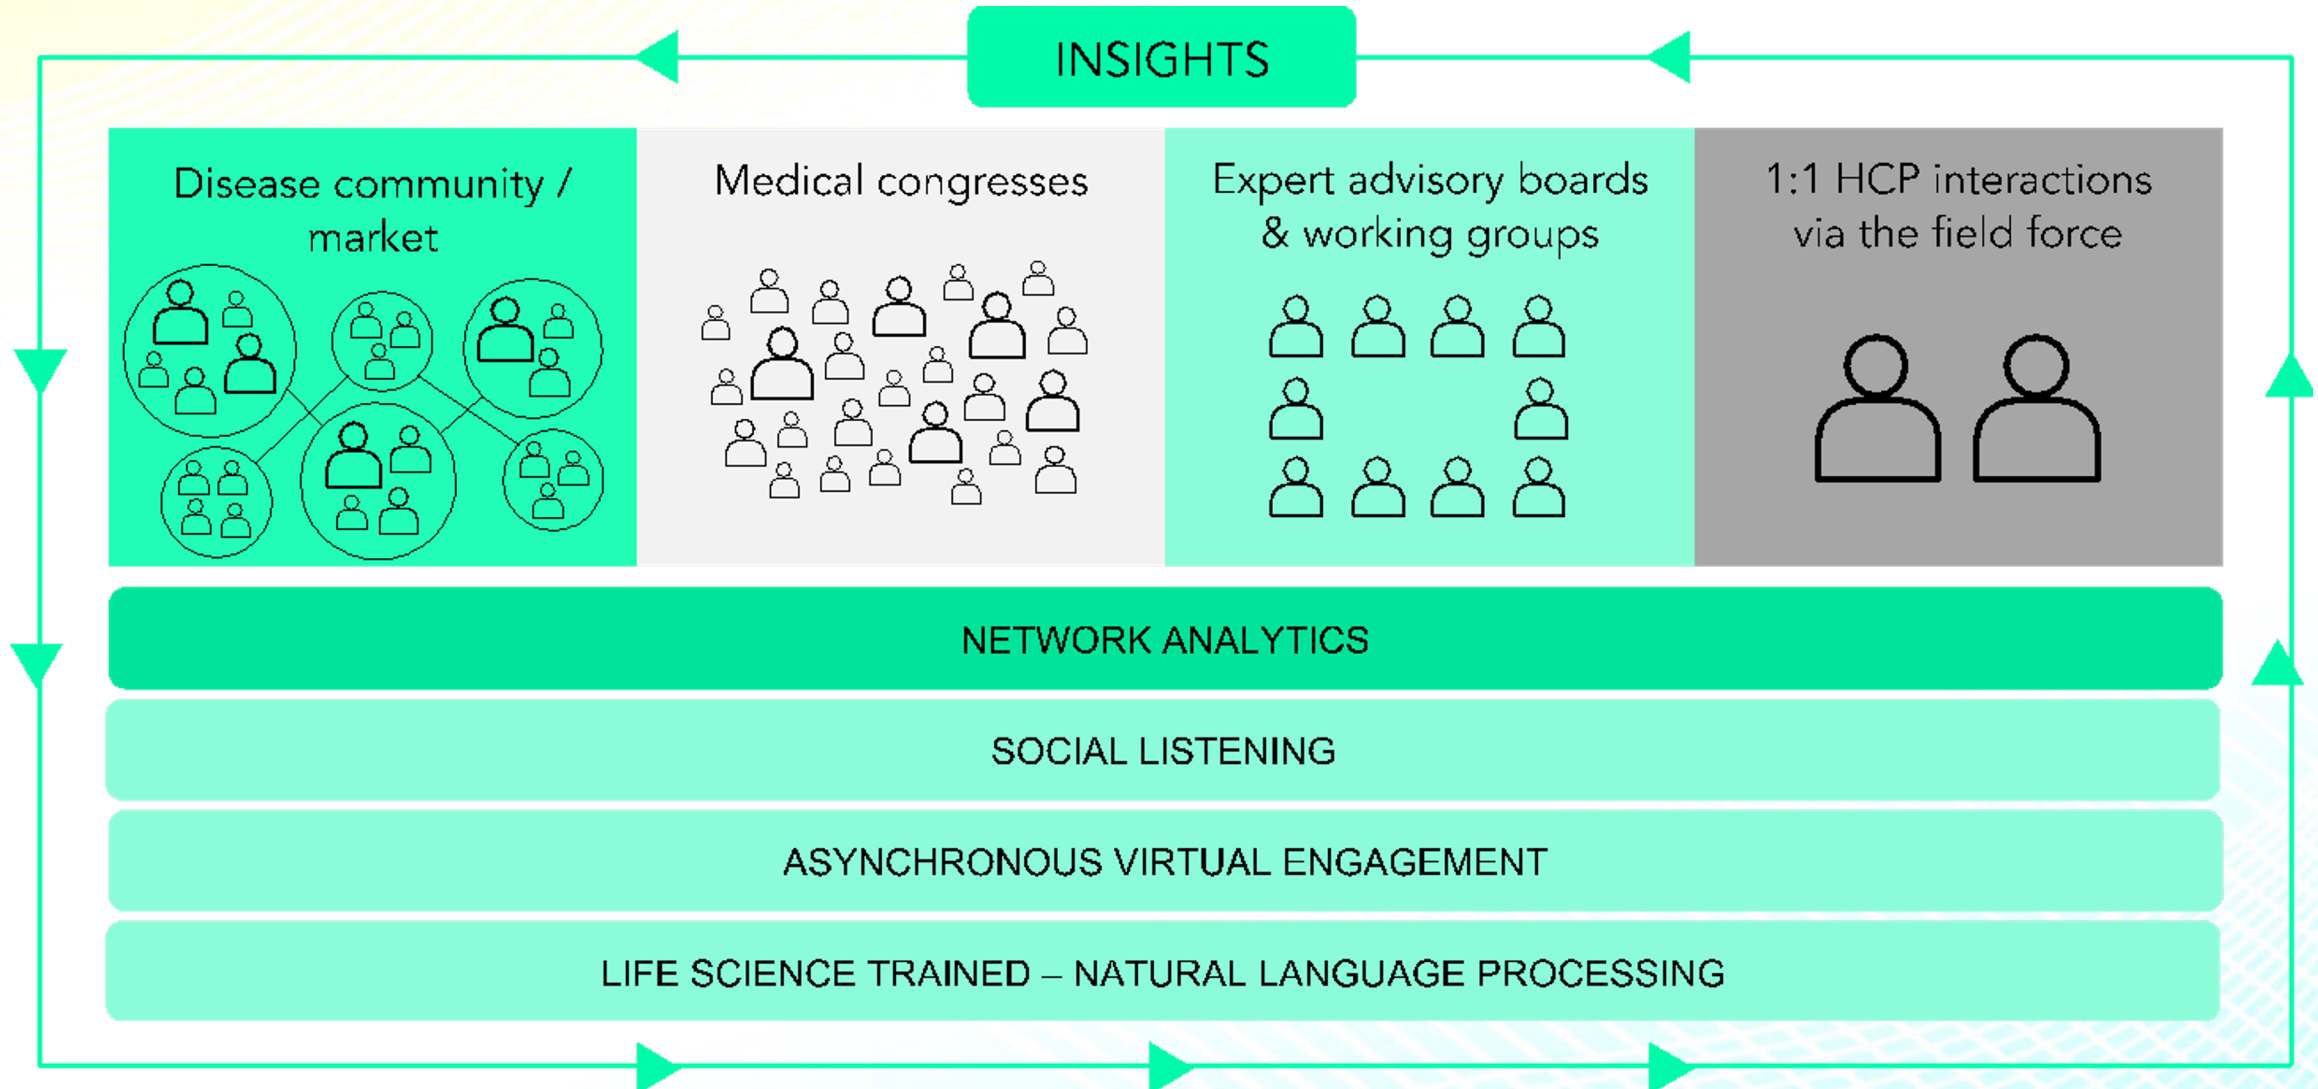 INSIGHTS
Disease community /
market
Medical congresses
Expert advisory boards
& working groups
1:1 HCP interactions
via the field force
NETWORK ANALYTICS
SOCIAL LISTENING
ASYNCHRONOUS VIRTUAL ENGAGEMENT
LIFE SCIENCE TRAINED – NATURAL LANGUAGE PROCESSING